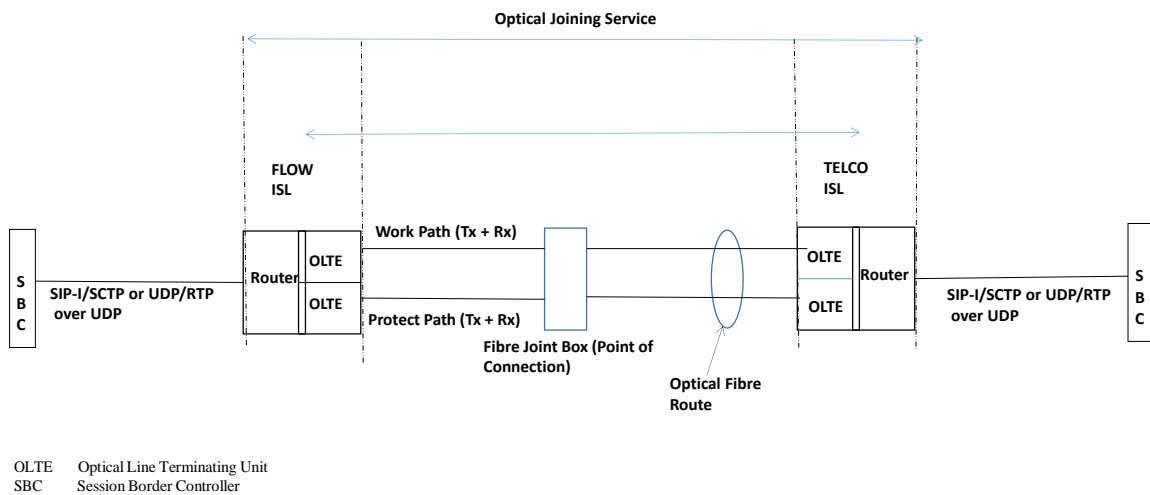 Optical Joining Service
FLOW
ISL
TELCO
ISL
Work Path (Tx + Rx)
S
B
C
SIP-I/SCTP or UDP/RTP
over UDP
Router
OLTE
OLTE
Protect Path (Tx + Rx)
Fibre Joint Box (Point of
Connection)
Optical Fibre
Route
OLTE
OLTE
Router
SIP-I/SCTP or UDP/RTP
over UDP
S
B
C
OLTE Optical Line Terminating Unit
SBC Session Border Controller